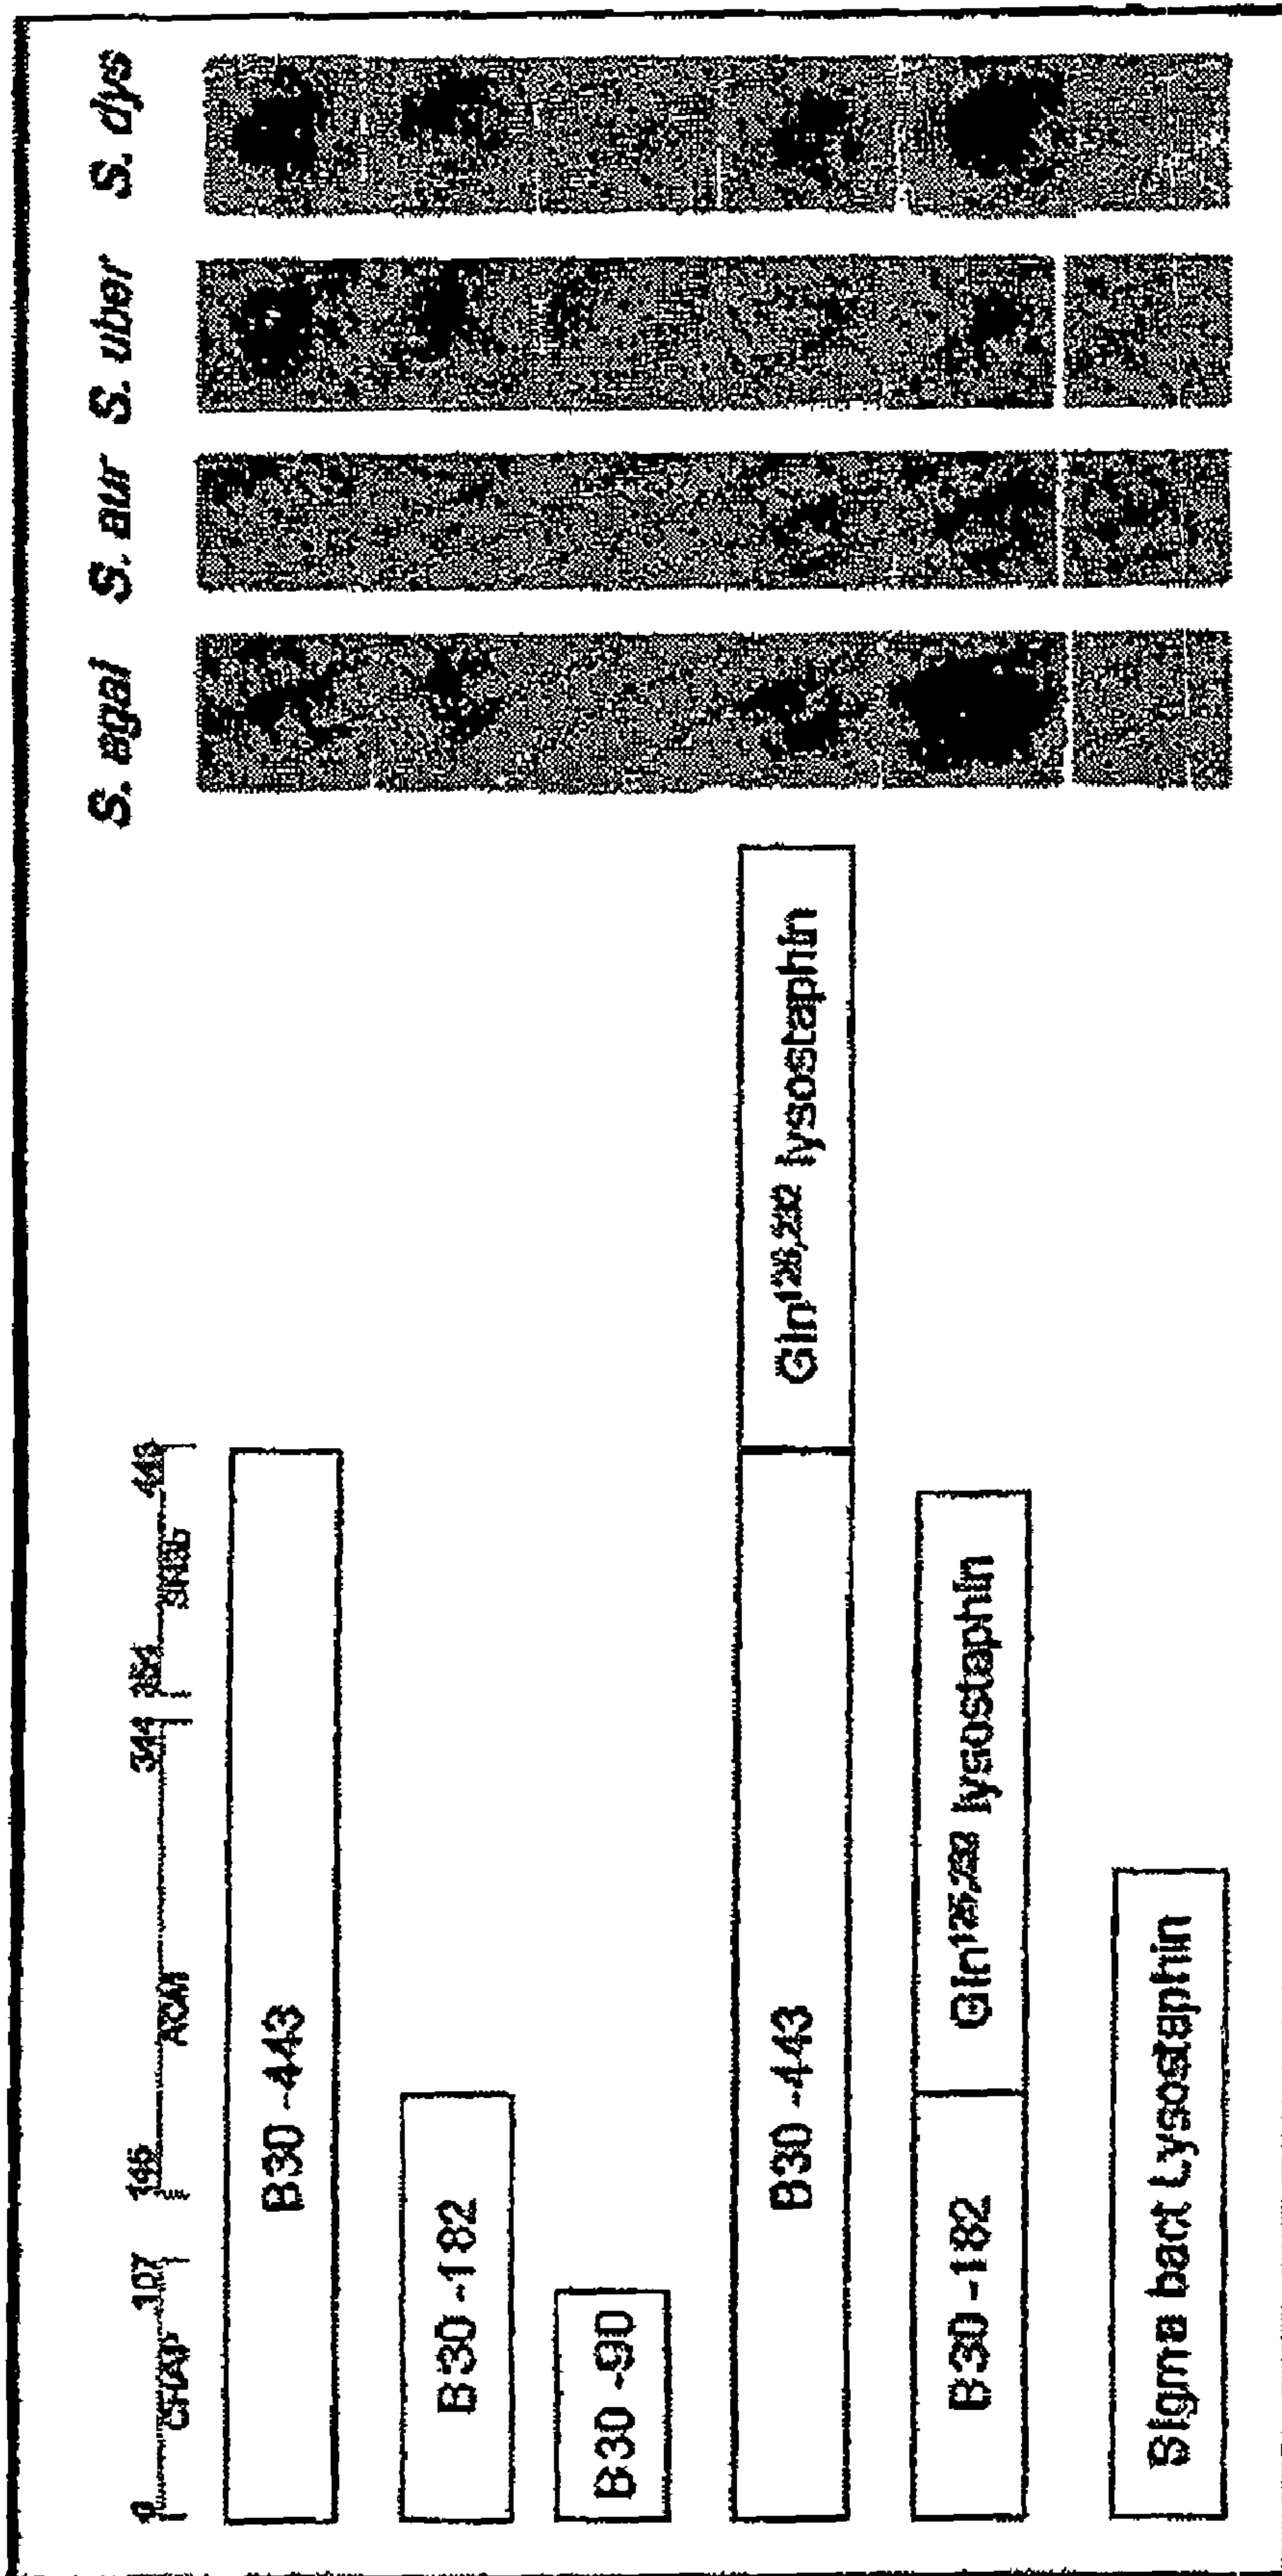 S. agal S. aur S. uber S. dys
0 107 145 344 354 443
CHAP ACM SH3b
B30 -443
B30 -182
B30 -90
B30 -443 Gln¹²⁵,²³² lysostaphin
B30 -182 Gln¹²⁵,²³² lysostaphin
Sigma bact Lysostaphin